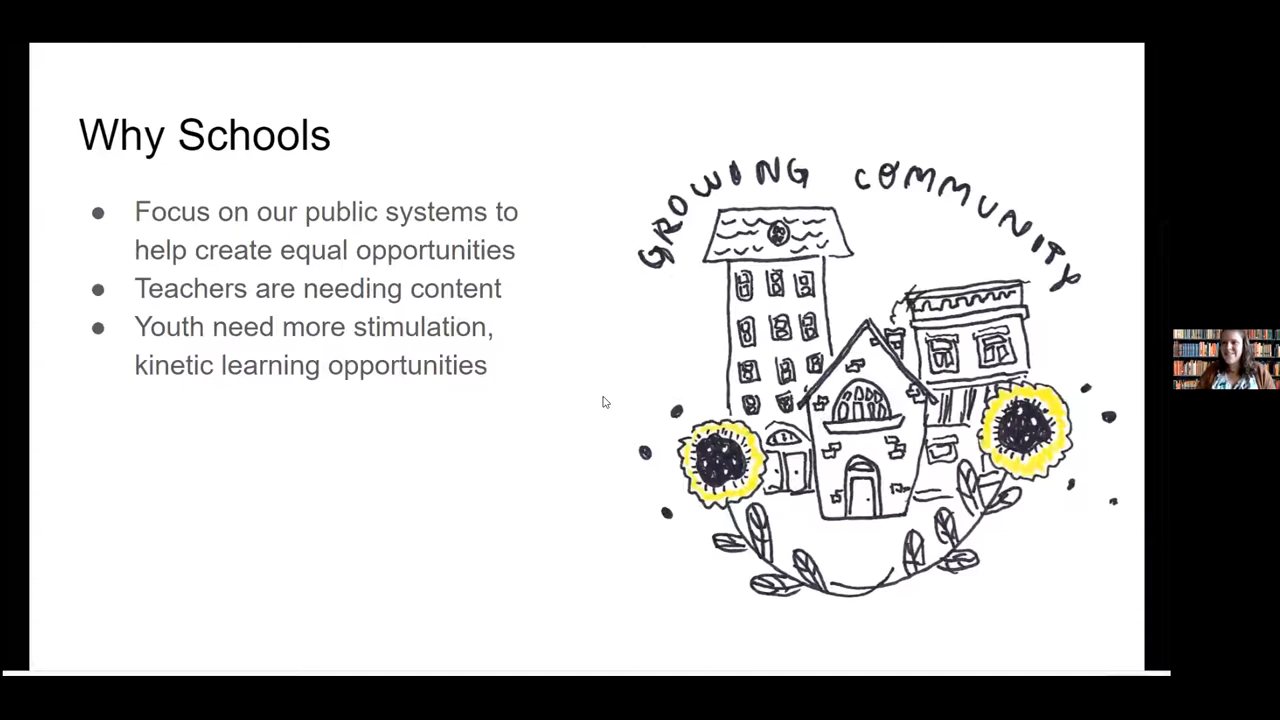 Why Schools
● Focus on our public systems to
help create equal opportunities
● Teachers are needing content
● Youth need more stimulation,
kinetic learning opportunities
GROWING COMMUNITY